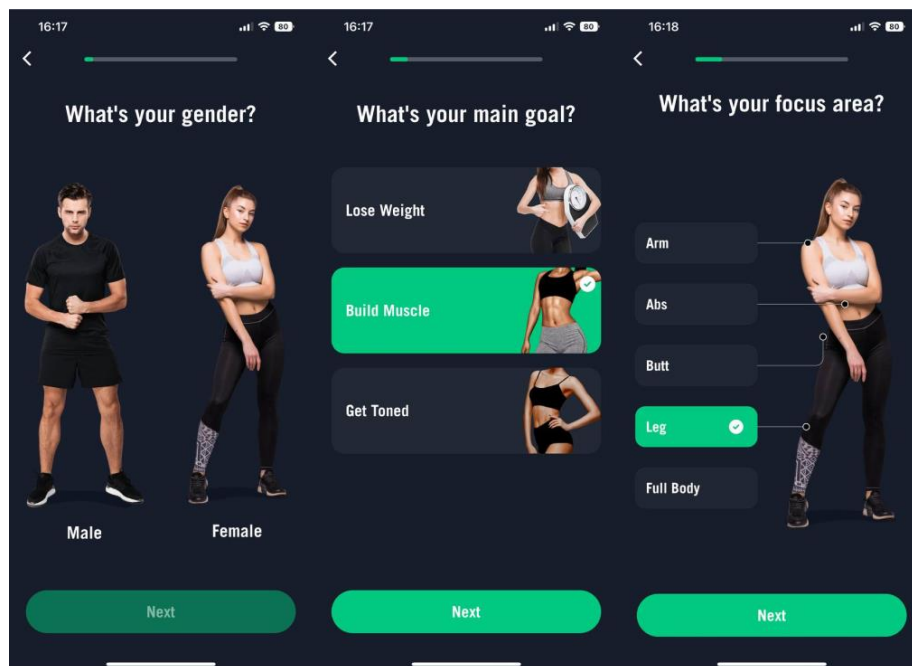 16:17
80
What's your gender?
Male
Female
Next
16:17
80
What's your main goal?
Lose Weight
Build Muscle
Get Toned
Next
16:18
80
What's your focus area?
Arm
Abs
Butt
Leg
Full Body
Next